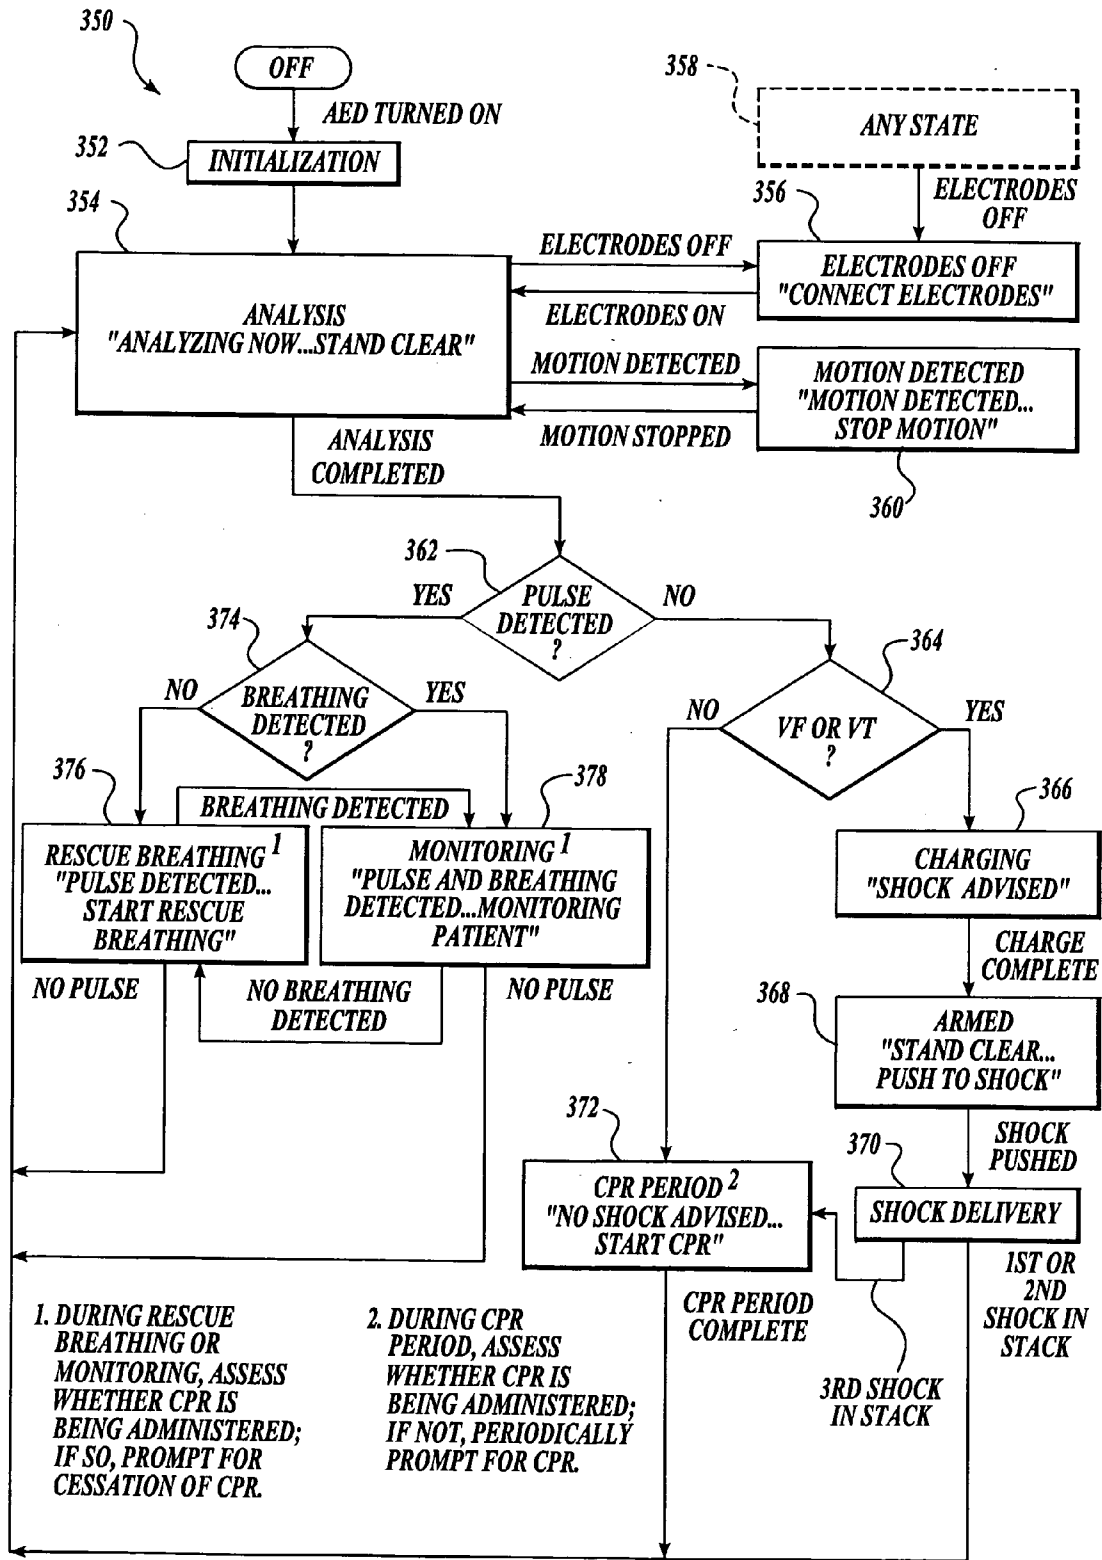 350
OFF
AED TURNED ON
352
INITIALIZATION
354
ANALYSIS
"ANALYZING NOW...STAND CLEAR"
358
ANY STATE
ELECTRODES
OFF
356
ELECTRODES OFF
ELECTRODES OFF
"CONNECT ELECTRODES"
ELECTRODES ON
MOTION DETECTED
MOTION DETECTED
"MOTION DETECTED...
STOP MOTION"
MOTION STOPPED
360
ANALYSIS
COMPLETED
362
PULSE
DETECTED
?
YES
NO
374
BREATHING
DETECTED
?
NO
YES
364
VF OR VT
?
NO
YES
376
BREATHING DETECTED
378
RESCUE BREATHING 1
"PULSE DETECTED...
START RESCUE
BREATHING"
MONITORING 1
"PULSE AND BREATHING
DETECTED...MONITORING
PATIENT"
366
CHARGING
"SHOCK ADVISED"
CHARGE
COMPLETE
NO PULSE
NO BREATHING
DETECTED
NO PULSE
368
ARMED
"STAND CLEAR...
PUSH TO SHOCK"
SHOCK
PUSHED
372
CPR PERIOD 2
"NO SHOCK ADVISED...
START CPR"
370
SHOCK DELIVERY
1ST OR
2ND
SHOCK IN
STACK
CPR PERIOD
COMPLETE
3RD SHOCK
IN STACK
1. DURING RESCUE
BREATHING OR
MONITORING, ASSESS
WHETHER CPR IS
BEING ADMINISTERED;
IF SO, PROMPT FOR
CESSATION OF CPR.
2. DURING CPR
PERIOD, ASSESS
WHETHER CPR IS
BEING ADMINISTERED;
IF NOT, PERIODICALLY
PROMPT FOR CPR.